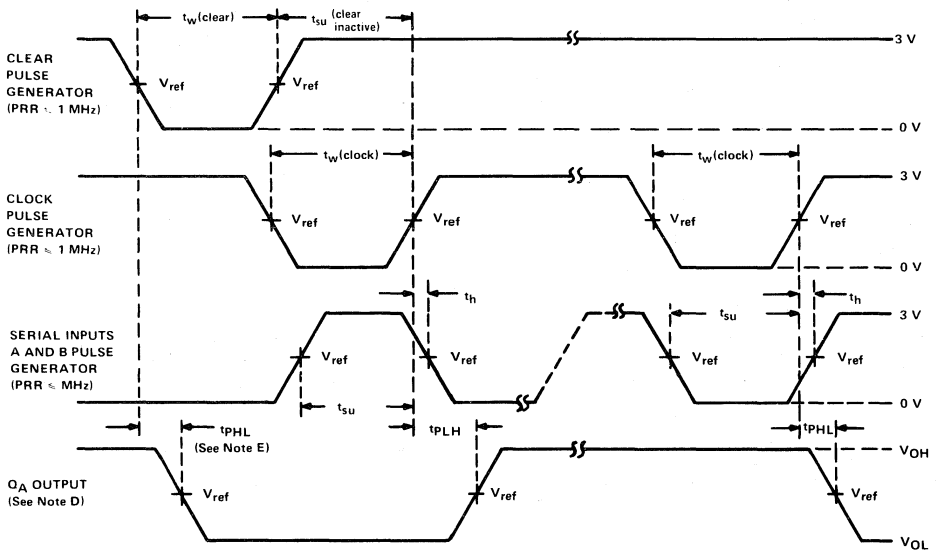 tw(clear)
tsu (clear inactive)
3 V
CLEAR
PULSE
GENERATOR
(PRR ⩽ 1 MHz)
Vref
Vref
0 V
tw(clock)
tw(clock)
3 V
CLOCK
PULSE
GENERATOR
(PRR ⩽ 1 MHz)
Vref
Vref
Vref
Vref
0 V
th
th
tsu
3 V
SERIAL INPUTS
A AND B PULSE
GENERATOR
(PRR ⩽ MHz)
Vref
Vref
Vref
Vref
tsu
0 V
tPHL
(See Note E)
tPLH
tPHL
VOH
QA OUTPUT
(See Note D)
Vref
Vref
Vref
VOL